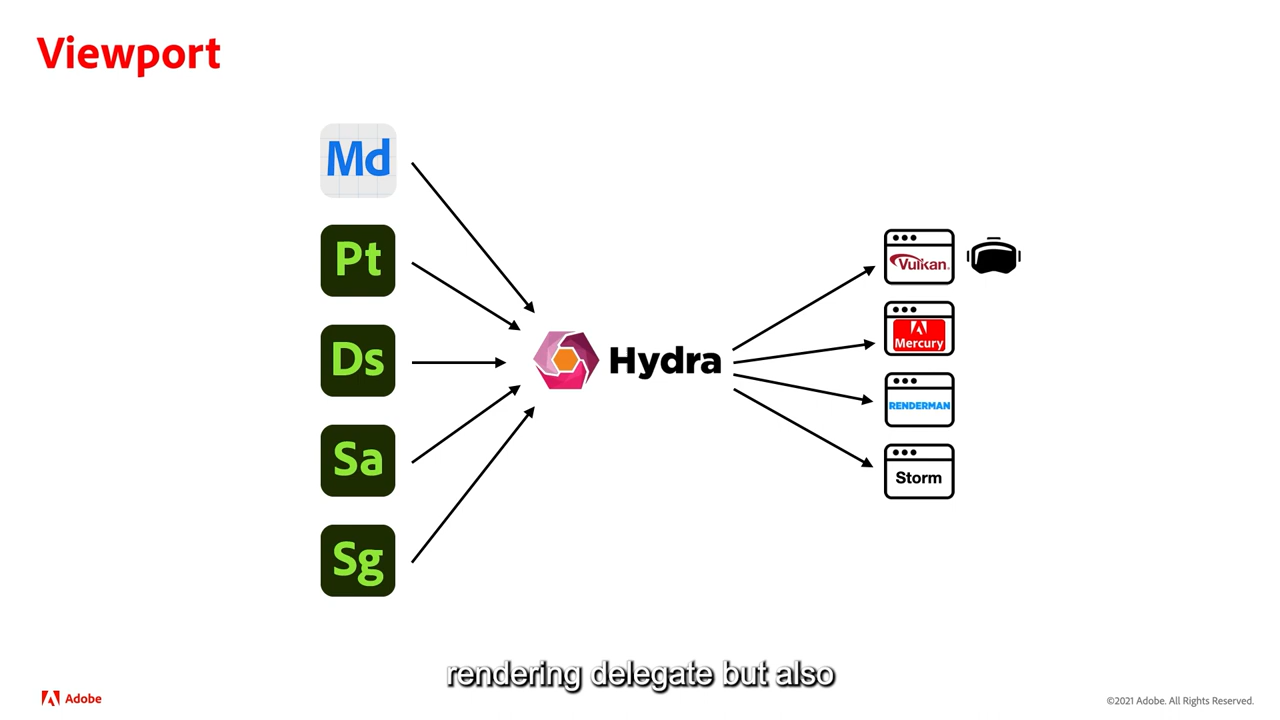 Viewport
Md
Pt
Ds
Sa
Sg
Hydra
Vulkan
Mercury
RENDERMAN
Storm
rendering delegate but also
Adobe
©2021 Adobe. All Rights Reserved.